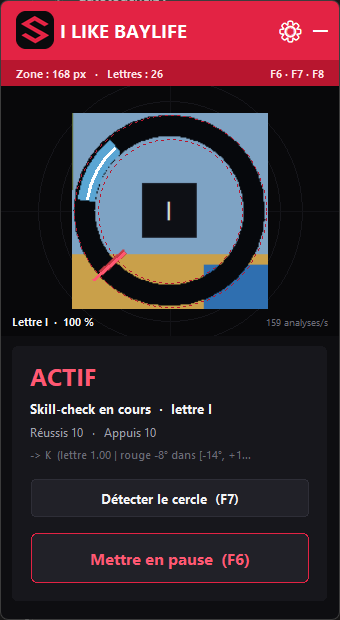 I LIKE BAYLIFE
Zone : 168 px · Lettres : 26
F6 · F7 · F8
I
Lettre I · 100 %
159 analyses/s
ACTIF
Skill-check en cours · lettre I
Réussis 10 · Appuis 10
-> K (lettre 1.00 | rouge -8° dans [-14°, +1...
Détecter le cercle (F7)
Mettre en pause (F6)